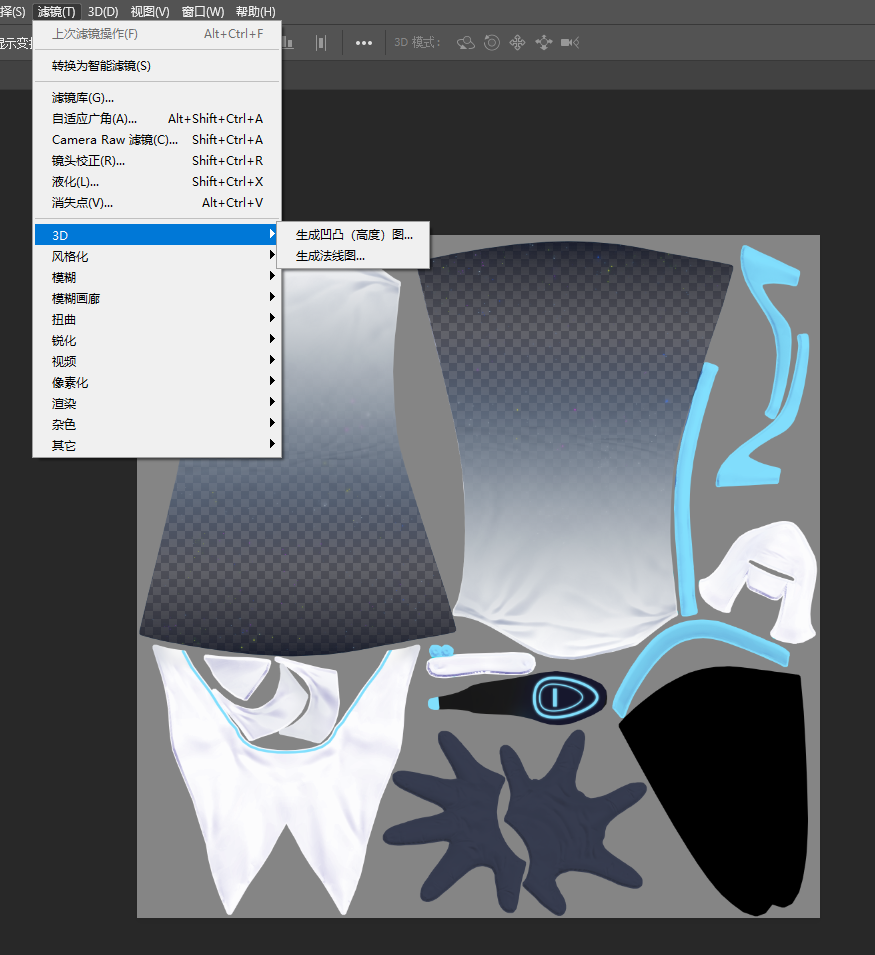 择(S) 滤镜(T) 3D(D) 视图(V) 窗口(W) 帮助(H)
显示变换
3D 模式：
上次滤镜操作(F) Alt+Ctrl+F
转换为智能滤镜(S)
滤镜库(G)...
自适应广角(A)... Alt+Shift+Ctrl+A
Camera Raw 滤镜(C)... Shift+Ctrl+A
镜头校正(R)... Shift+Ctrl+R
液化(L)... Shift+Ctrl+X
消失点(V)... Alt+Ctrl+V
3D
生成凹凸（高度）图...
生成法线图...
风格化
模糊
模糊画廊
扭曲
锐化
视频
像素化
渲染
杂色
其它